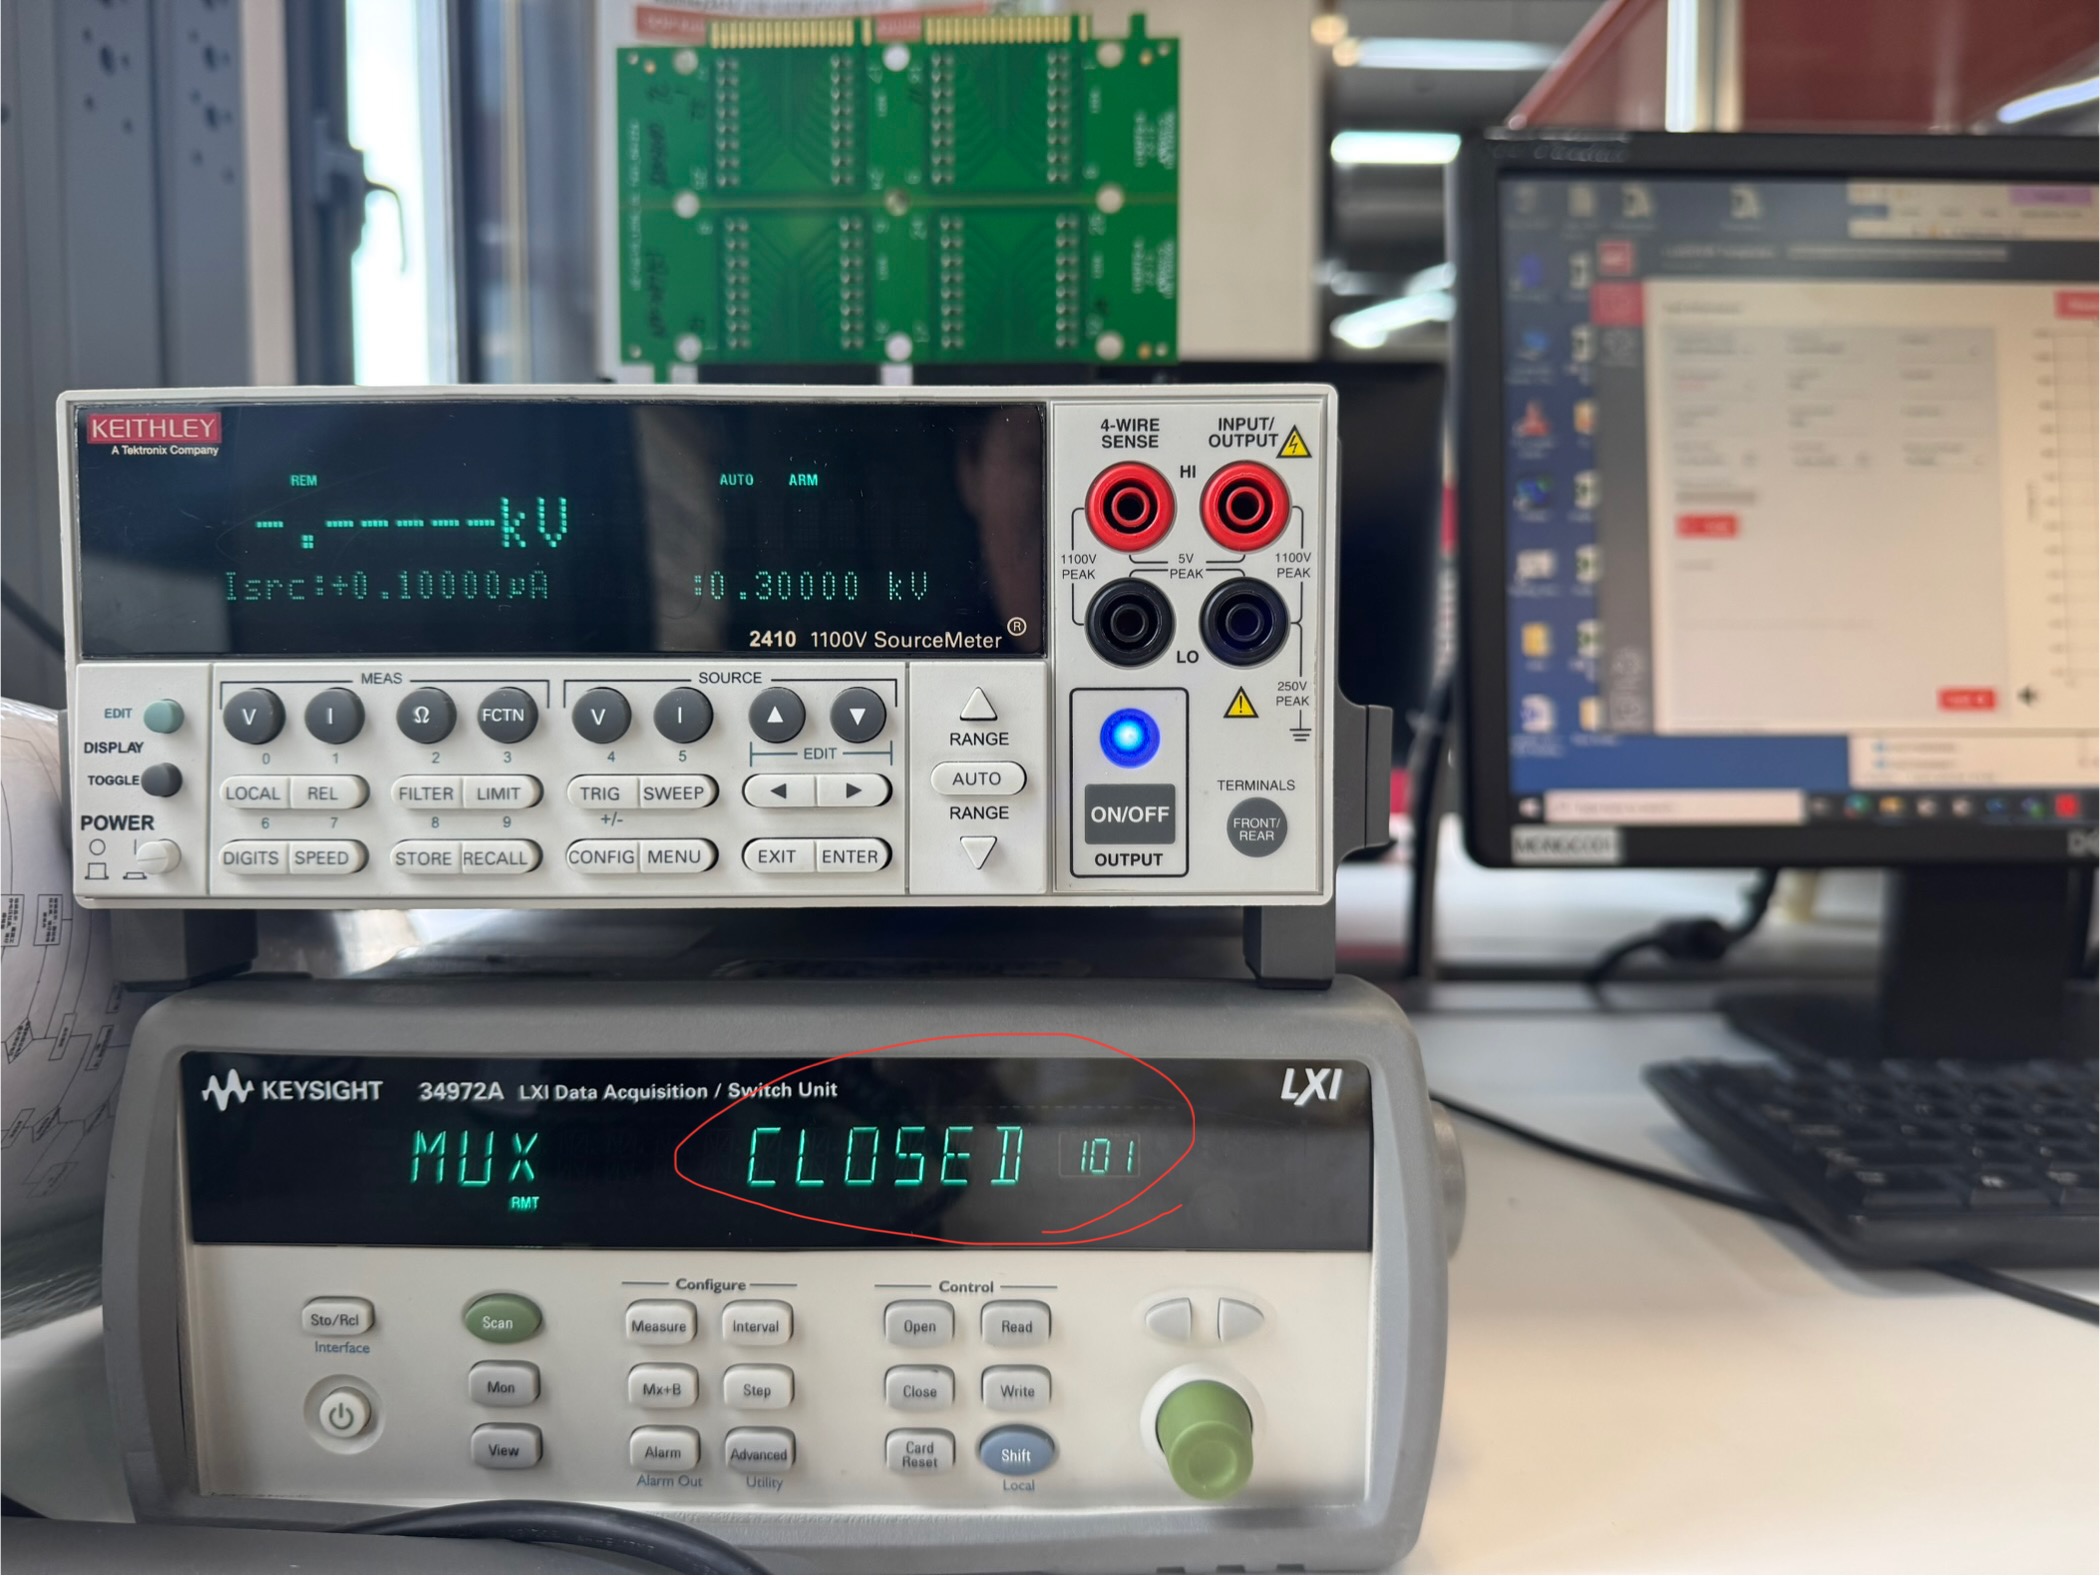 KEITHLEY
A Tektronix Company
REM
AUTO ARM
-.-----kV
Isrc:+0.10000µA
:0.30000 kV
2410 1100V SourceMeter®
4-WIRE SENSE
INPUT/OUTPUT
HI
1100V PEAK
5V PEAK
1100V PEAK
LO
250V PEAK
MEAS
SOURCE
EDIT
V I Ω FCTN
V I ▲ ▼
DISPLAY
0 1 2 3 4 5
EDIT
TOGGLE
LOCAL REL FILTER LIMIT TRIG SWEEP ◀ ▶
POWER
6 7 8 9 +/-
DIGITS SPEED STORE RECALL CONFIG MENU EXIT ENTER
RANGE
AUTO
RANGE
ON/OFF
OUTPUT
TERMINALS
FRONT/REAR
KEYSIGHT 34972A LXI Data Acquisition / Switch Unit
LXI
MUX CLOSED 101
RMT
Configure
Control
Sto/Rcl
Interface
Scan
Measure Interval
Open Read
Mon
Mx+B Step
Close Write
View
Alarm Advanced
Card Reset
Shift
Alarm Out Utility
Local